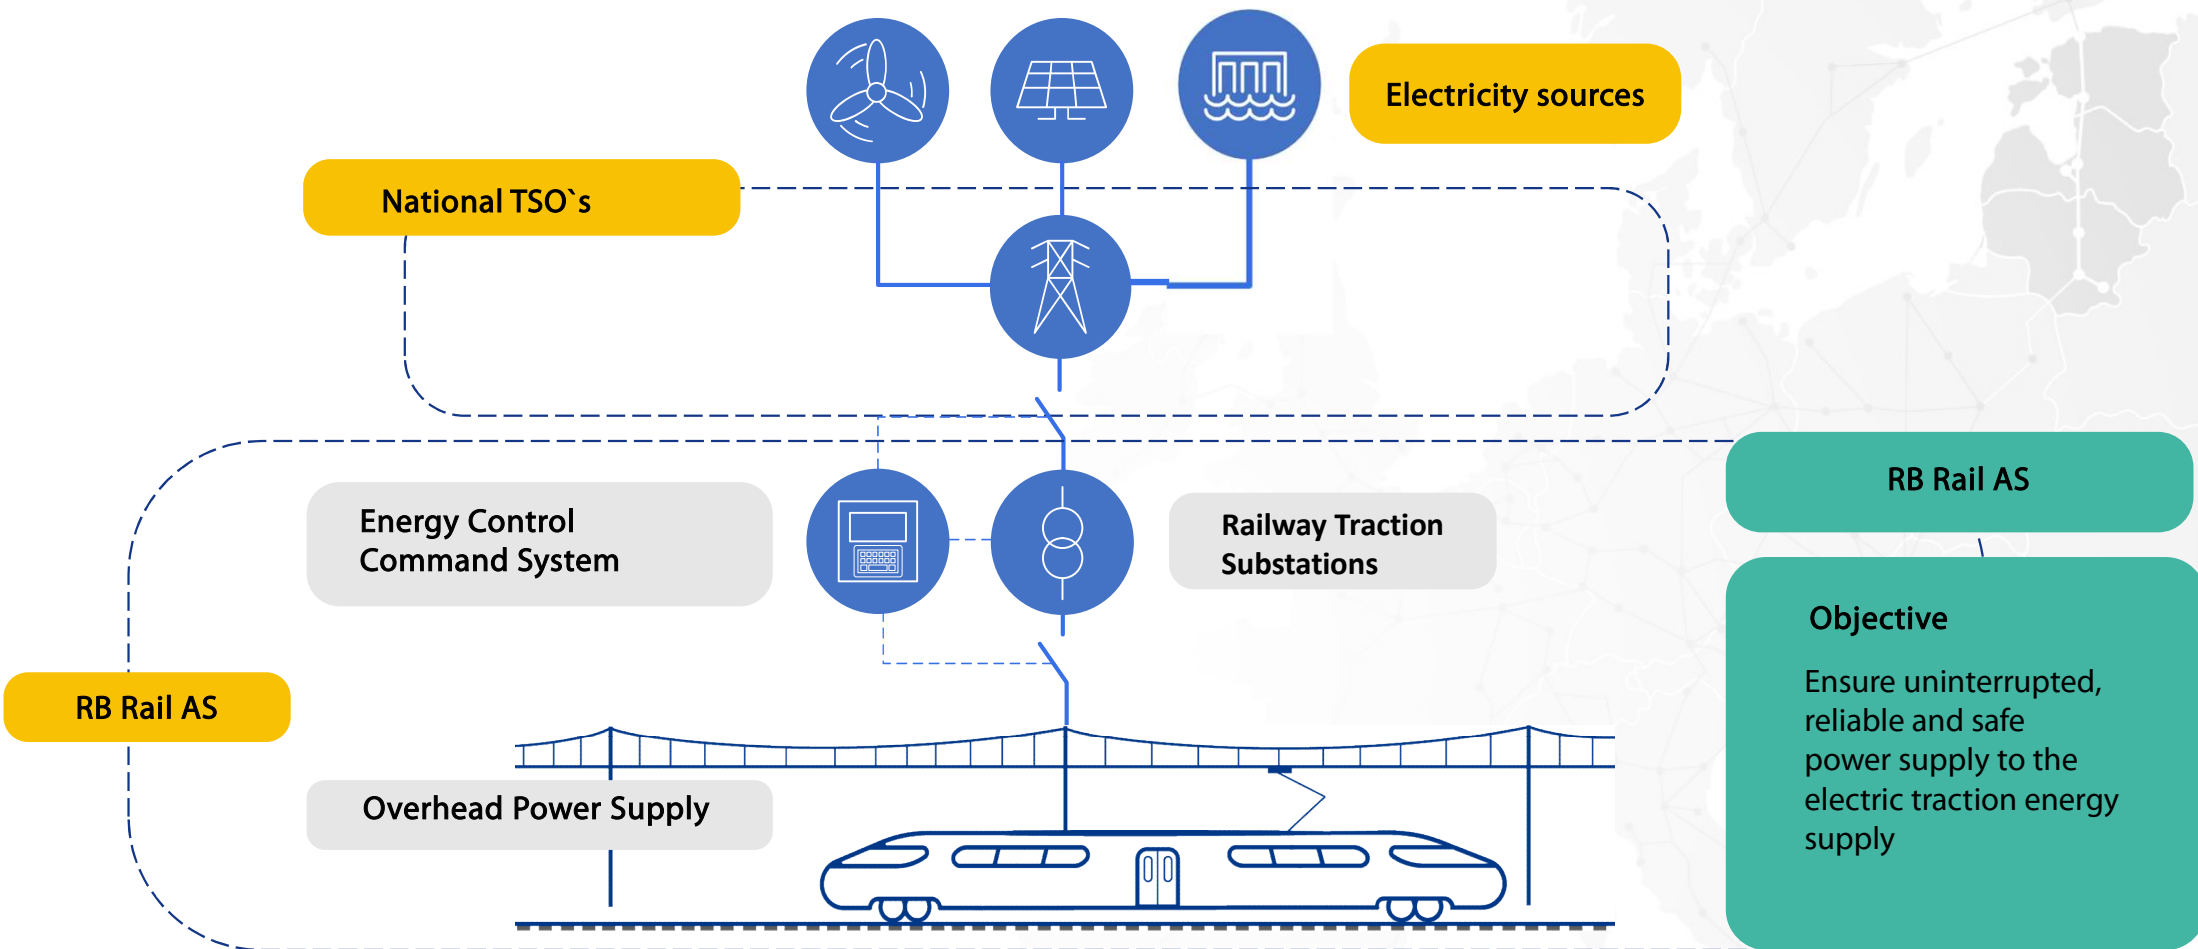 Electricity sources
National TSO`s
RB Rail AS
Energy Control
Command System
Railway Traction
Substations
Objective
Ensure uninterrupted,
reliable and safe
power supply to the
electric traction energy
supply
RB Rail AS
Overhead Power Supply